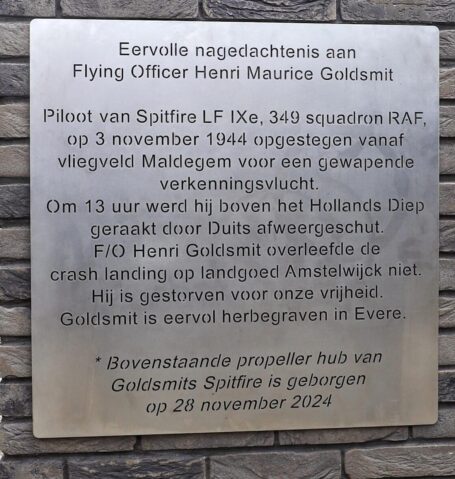 Eervolle nagedachtenis aan
Flying Officer Henri Maurice Goldsmit
Piloot van Spitfire LF IXe, 349 squadron RAF,
op 3 november 1944 opgestegen vanaf
vliegveld Maldegem voor een gewapende
verkenningsvlucht.
Om 13 uur werd hij boven het Hollands Diep
geraakt door Duits afweergeschut.
F/O Henri Goldsmit overleefde de
crash landing op landgoed Amstelwijck niet.
Hij is gestorven voor onze vrijheid.
Goldsmit is eervol herbegraven in Evere.
* Bovenstaande propeller hub van
Goldsmits Spitfire is geborgen
op 28 november 2024